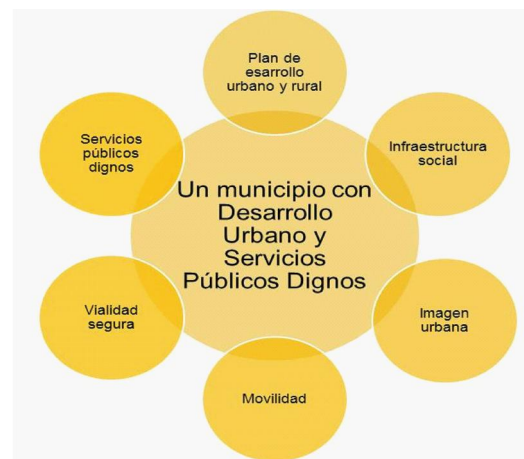 Plan de
esarrollo
urbano y rural
Servicios
públicos
dignos
Infraestructura
social
Un municipio con
Desarrollo
Urbano y
Servicios
Públicos Dignos
Vialidad
segura
Imagen
urbana
Movilidad